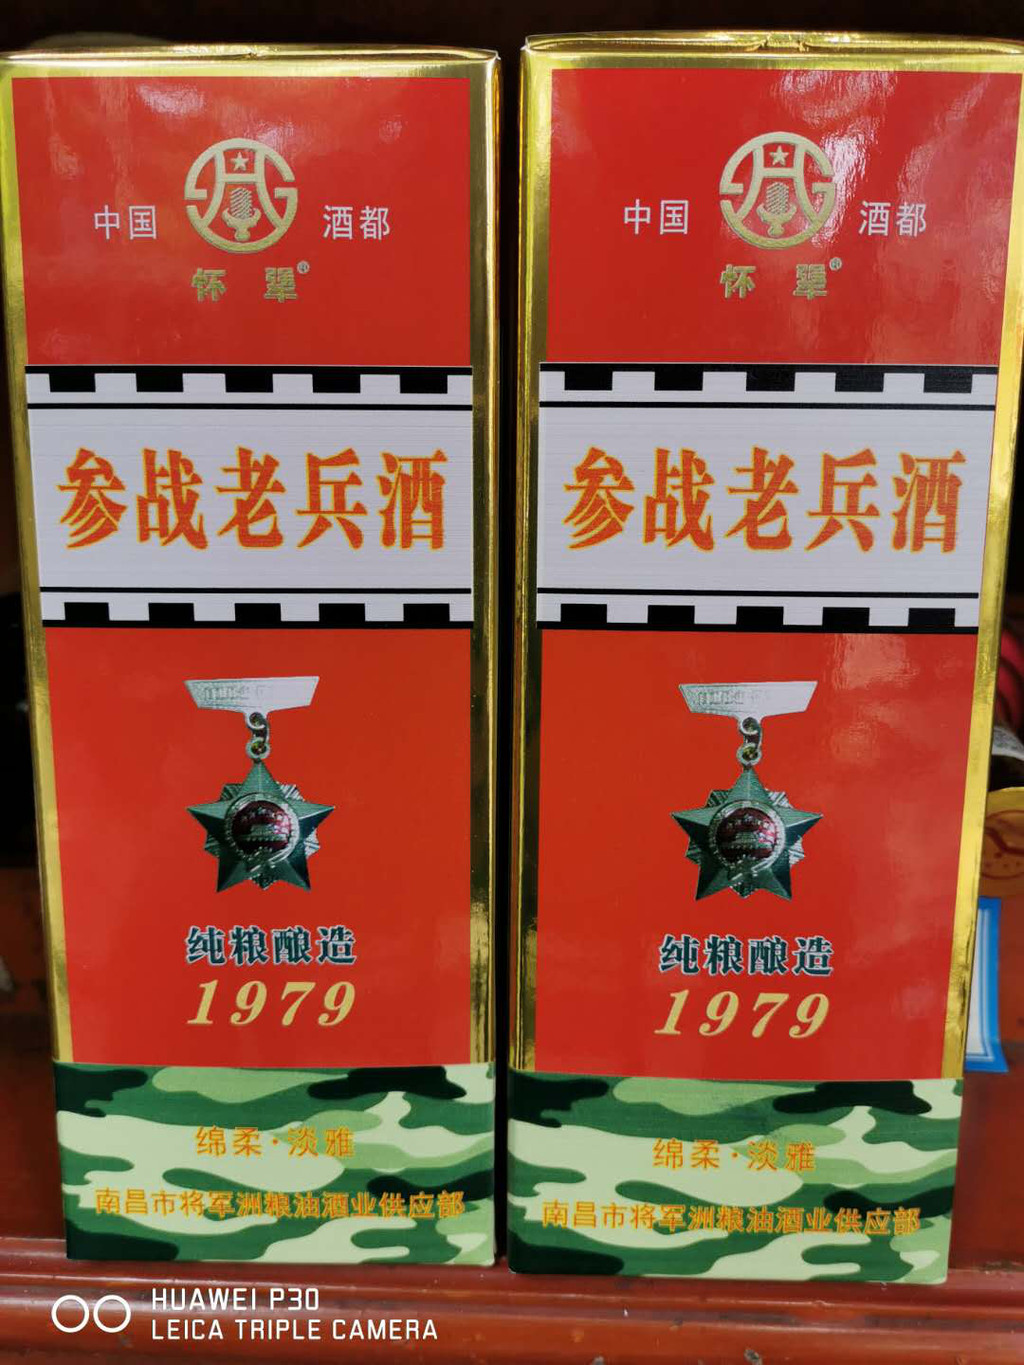 中国 酒都
怀犟®
参战老兵酒
纯粮酿造
1979
绵柔·淡雅
南昌市将军洲粮油酒业供应部
中国 酒都
怀犟®
参战老兵酒
纯粮酿造
1979
绵柔·淡雅
南昌市将军洲粮油酒业供应部
HUAWEI P30
LEICA TRIPLE CAMERA